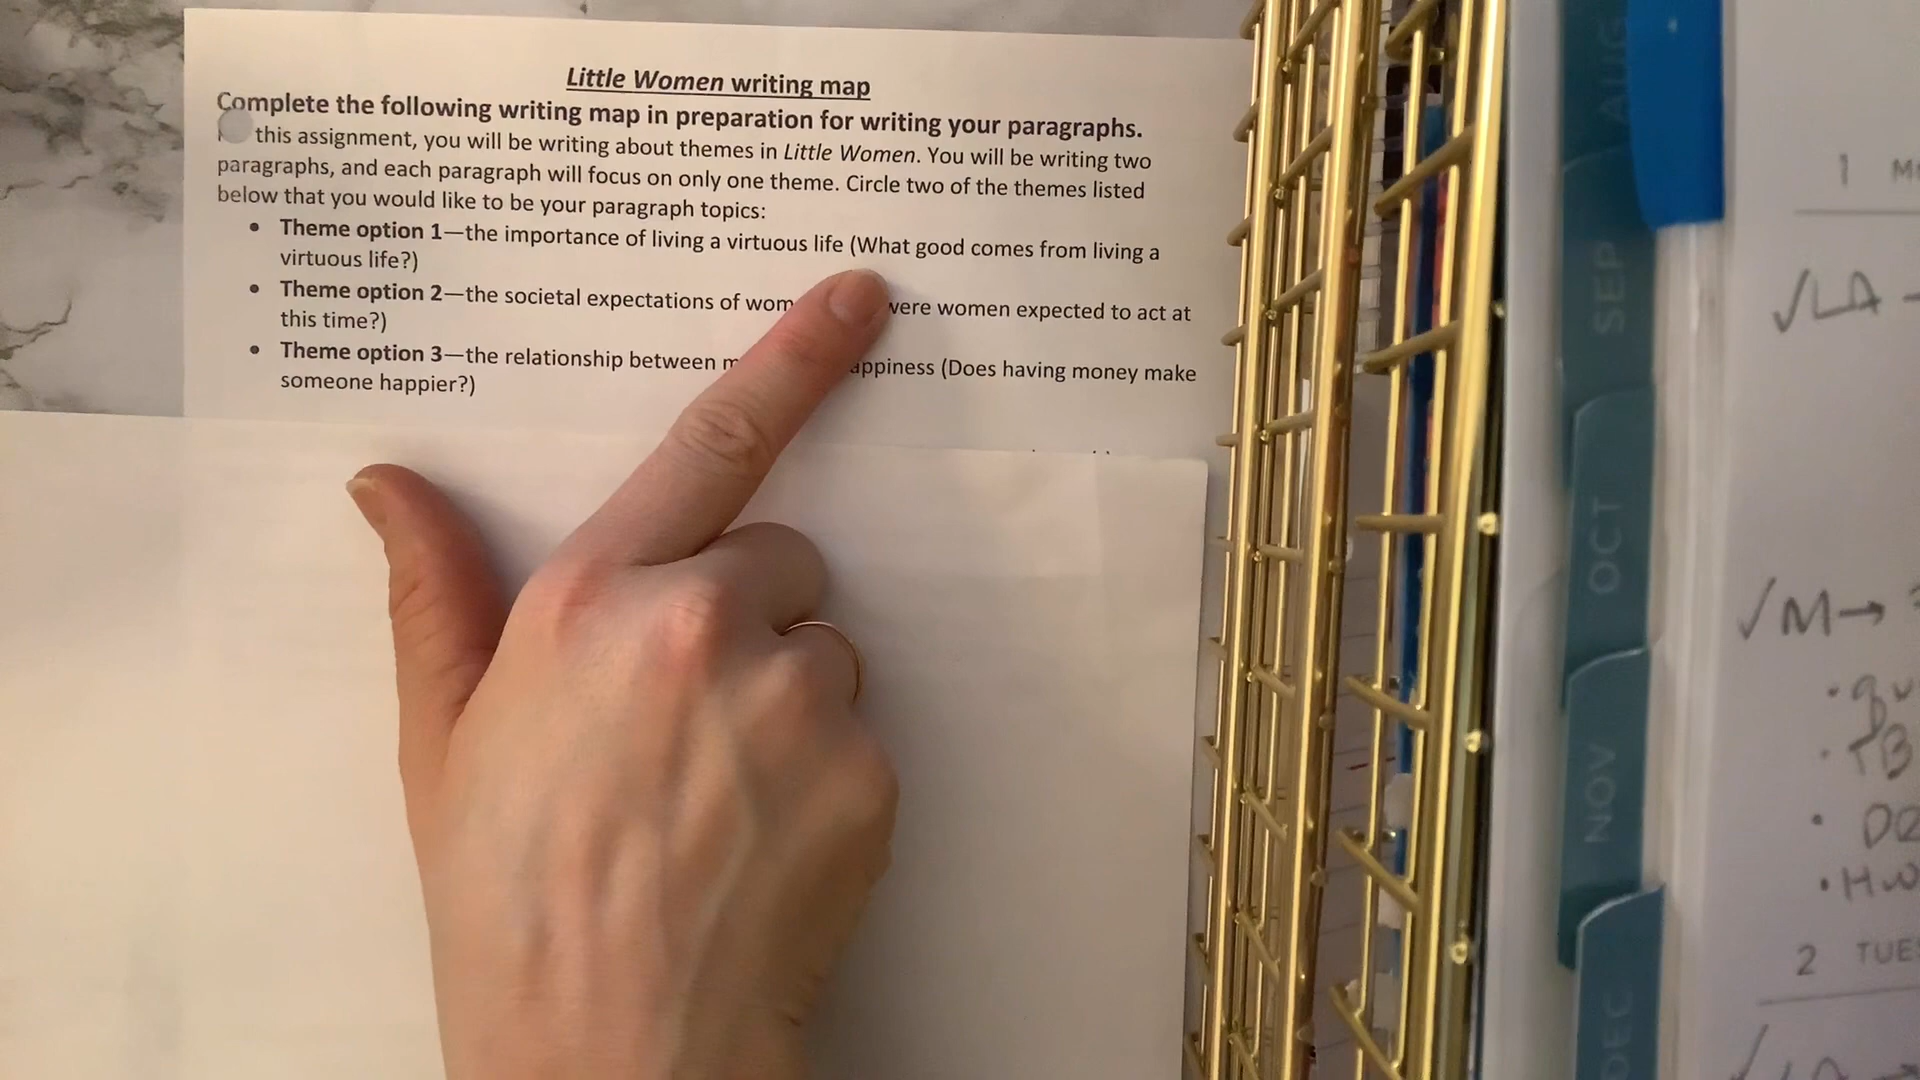 Little Women writing map
Complete the following writing map in preparation for writing your paragraphs.
this assignment, you will be writing about themes in Little Women. You will be writing two
paragraphs, and each paragraph will focus on only one theme. Circle two of the themes listed
below that you would like to be your paragraph topics:
• Theme option 1—the importance of living a virtuous life (What good comes from living a
virtuous life?)
• Theme option 2—the societal expectations of were women expected to act at
this time?)
• Theme option 3—the relationship between (Does having money make
someone happier?)
AUG
SEP
OCT
NOV
DEC
1
✓LA
✓M→
2 TUES